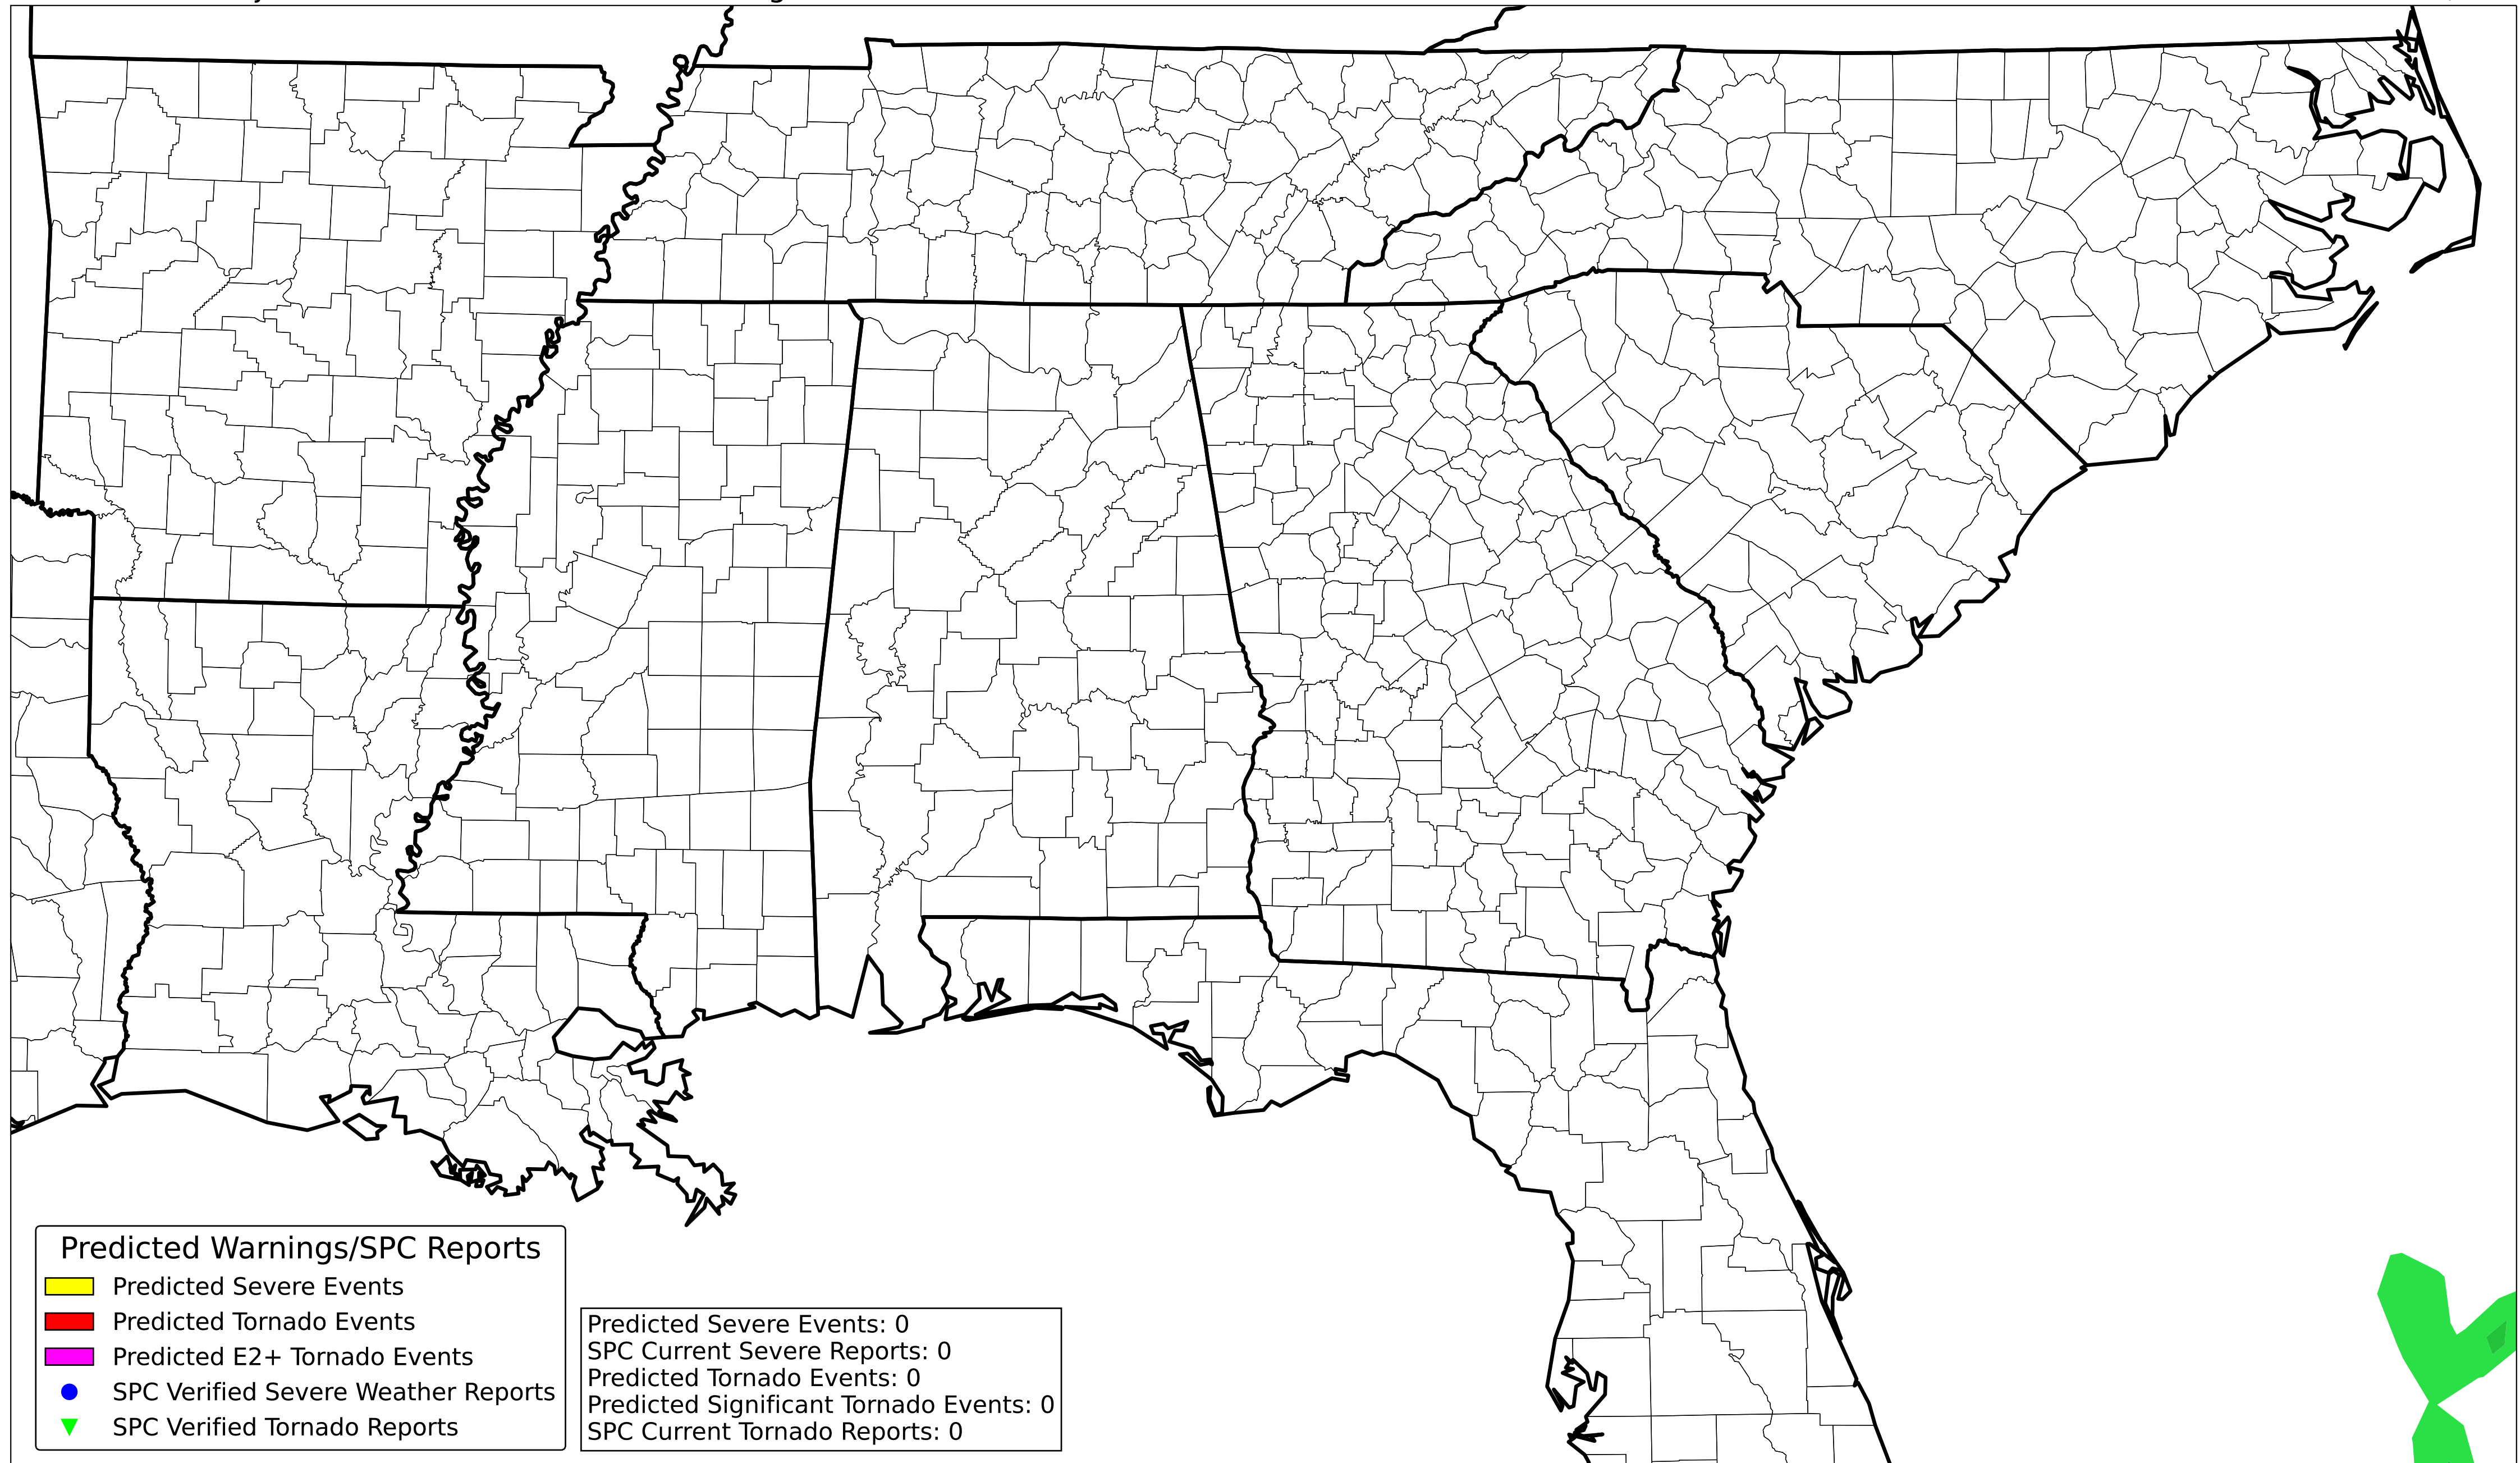 Predicted Warnings/SPC Reports
Predicted Severe Events
Predicted Tornado Events
Predicted E2+ Tornado Events
SPC Verified Severe Weather Reports
SPC Verified Tornado Reports
Predicted Severe Events: 0
SPC Current Severe Reports: 0
Predicted Tornado Events: 0
Predicted Significant Tornado Events: 0
SPC Current Tornado Reports: 0